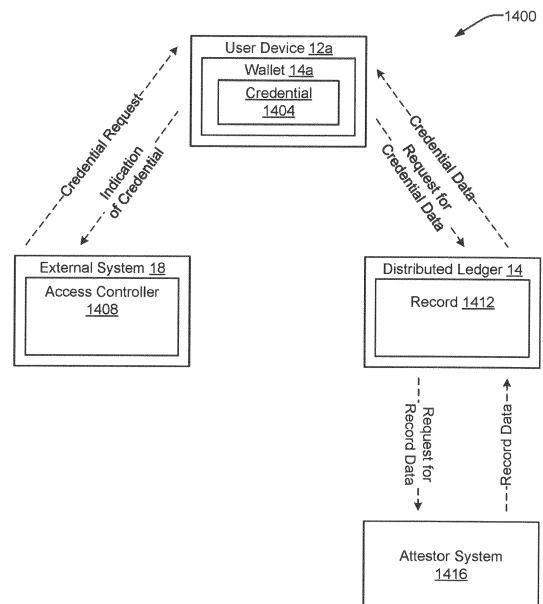 1400
User Device 12a
Wallet 14a
Credential
1404
Credential Request
Indication
of Credential
Credential Data
Request for
Credential Data
External System 18
Access Controller
1408
Distributed Ledger 14
Record 1412
Request for
Record Data
Record Data
Attestor System
1416